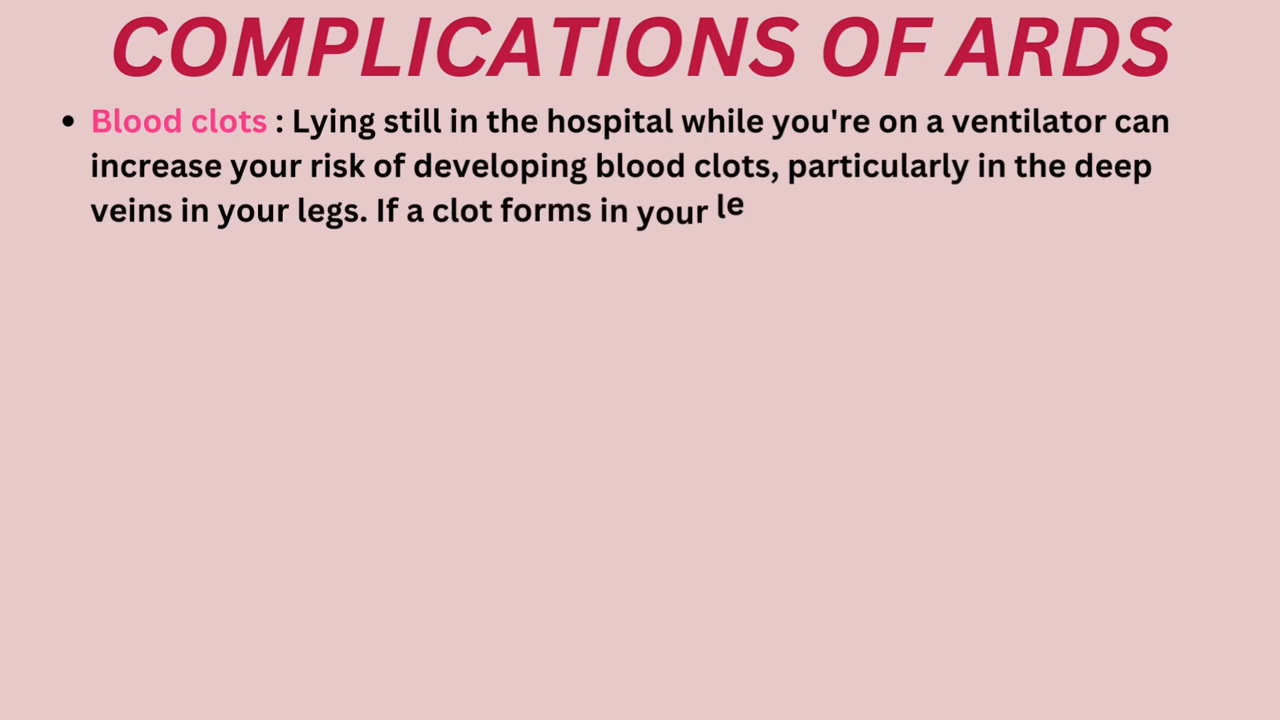 COMPLICATIONS OF ARDS
• Blood clots : Lying still in the hospital while you're on a ventilator can
increase your risk of developing blood clots, particularly in the deep
veins in your legs. If a clot forms in your le